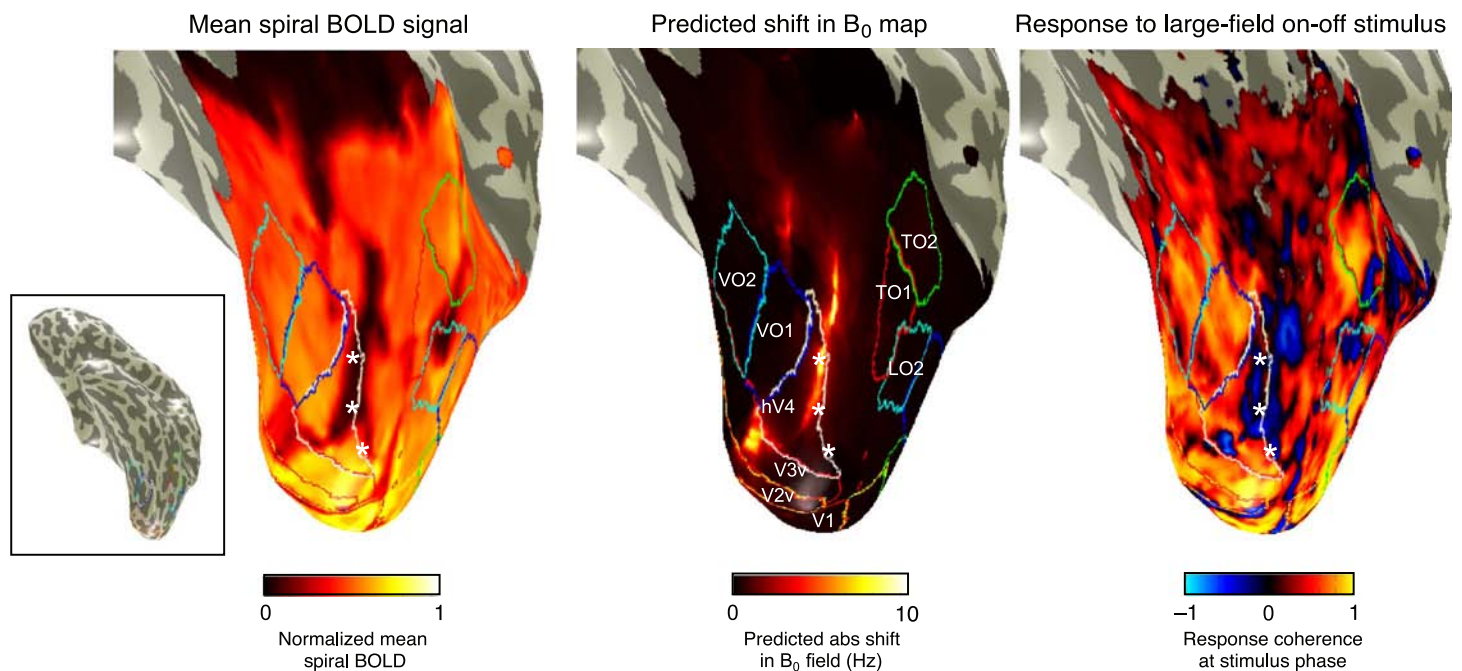 Mean spiral BOLD signal
Predicted shift in B₀ map
Response to large-field on-off stimulus
TO2
VO2
TO1
VO1
LO2
*
*
*
*
*
*
*
*
*
hV4
V3v
V2v
V1
0
1
Normalized mean
spiral BOLD
0
10
Predicted abs shift
in B₀ field (Hz)
–1
0
1
Response coherence
at stimulus phase